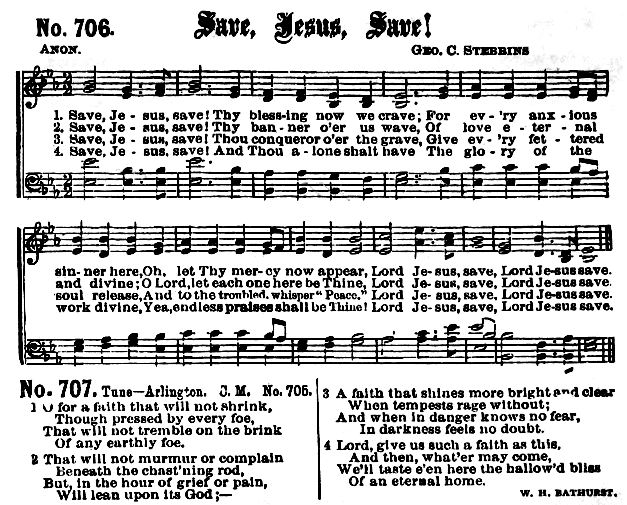 No. 706. Save, Jesus, Save!
ANON. GEO. C. STEBBINS
1. Save, Je - sus, save! Thy bless-ing now we crave; For ev-'ry anx - ious
2. Save, Je - sus, save! Thy ban - ner o'er us wave, Of love e - ter - nal
3. Save, Je - sus, save! Thou conqueror o'er the grave, Give ev-'ry fet - tered
4. Save, Je - sus, save! And Thou a-lone shall have The glo - ry of the
sin-ner here, Oh, let Thy mer-cy now appear, Lord Je-sus, save, Lord Jesus save.
and divine; O Lord, let each one here be Thine, Lord Je-sus, save, Lord Jesus save.
soul release, And to the troubled, whisper "Peace," Lord Je-sus, save, Lord Jesus save.
work divine, Yea, endless praises shall be Thine! Lord Je-sus, save, Lord Jesus save.
No. 707. Tune—Arlington. C. M. No. 705.
1 O for a faith that will not shrink,
Though pressed by every foe,
That will not tremble on the brink
Of any earthly foe.
2 That will not murmur or complain
Beneath the chast'ning rod,
But, in the hour of grief or pain,
Will lean upon its God;—
3 A faith that shines more bright and clear
When tempests rage without;
And when in danger knows no fear,
In darkness feels no doubt.
4 Lord, give us such a faith as this,
And then, what'er may come,
We'll taste e'en here the hallow'd bliss
Of an eternal home.
W. H. BATHURST.